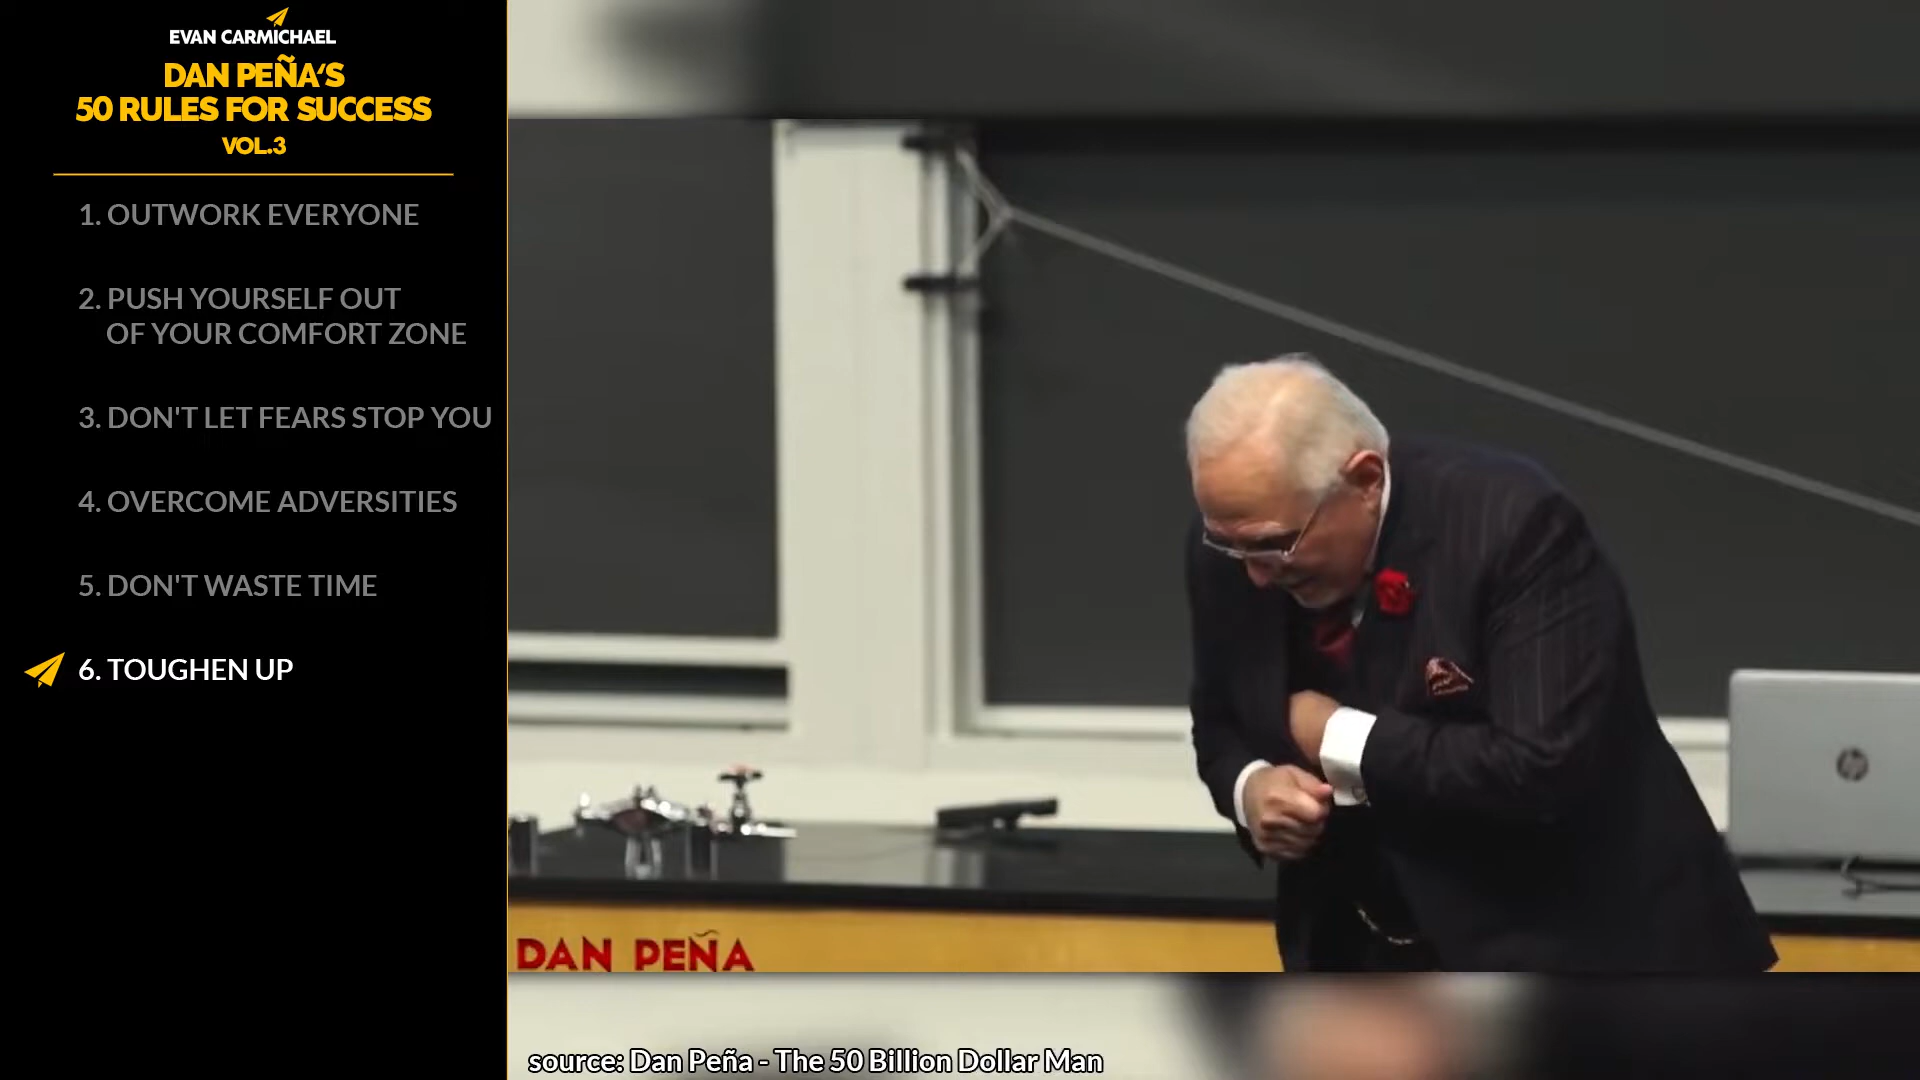 EVAN CARMICHAEL
DAN PEÑA'S
50 RULES FOR SUCCESS
VOL.3
1. OUTWORK EVERYONE
2. PUSH YOURSELF OUT
OF YOUR COMFORT ZONE
3. DON'T LET FEARS STOP YOU
4. OVERCOME ADVERSITIES
5. DON'T WASTE TIME
6. TOUGHEN UP
hp
DAN PEÑA
source: Dan Peña - The 50 Billion Dollar Man